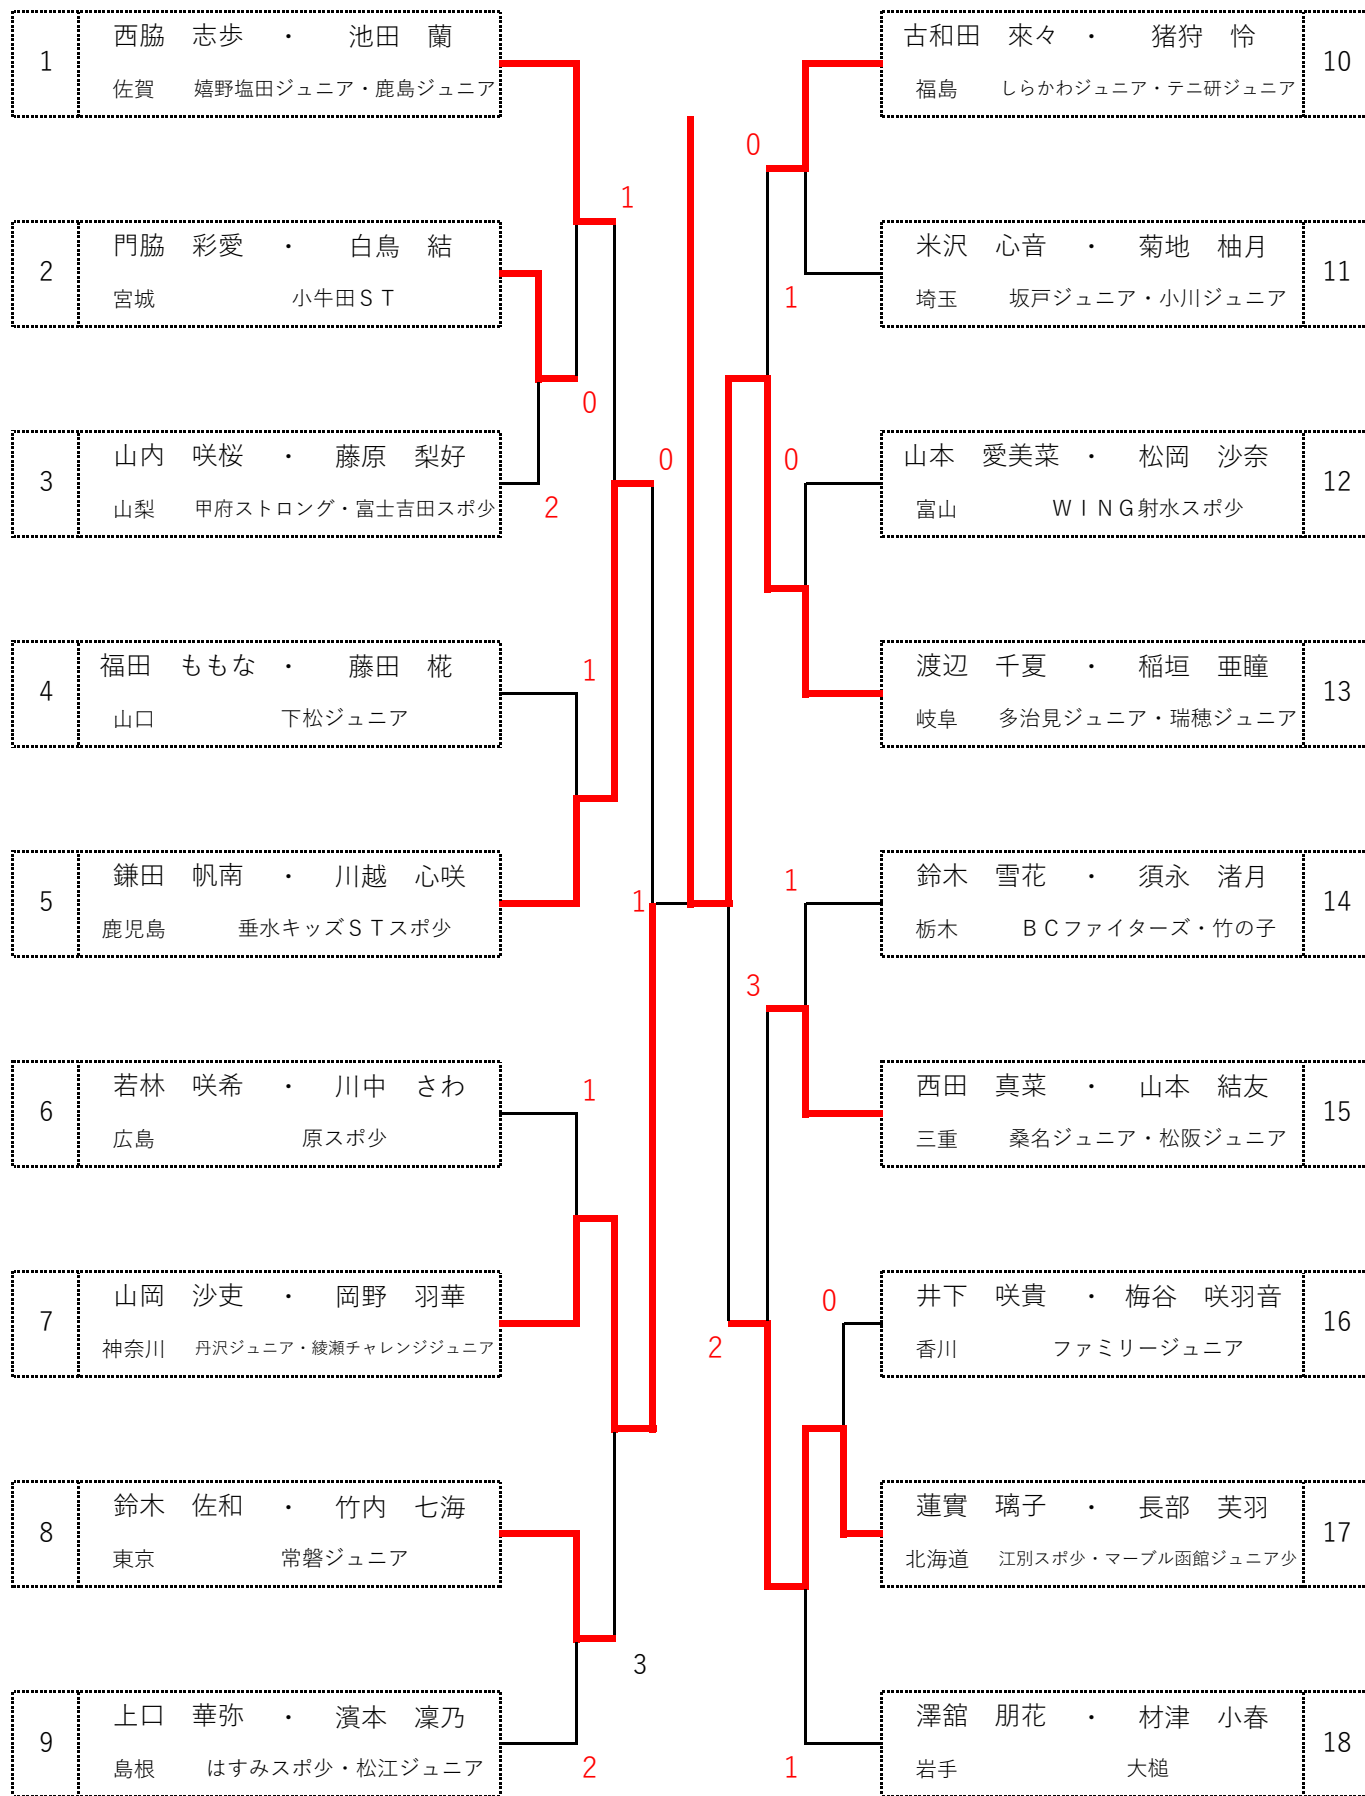 1
西脇 志歩 ・ 池田 蘭
佐賀 嬉野塩田ジュニア・鹿島ジュニア
2
門脇 彩愛 ・ 白鳥 結
宮城 小牛田ＳＴ
3
山内 咲桜 ・ 藤原 梨好
山梨 甲府ストロング・富士吉田スポ少
4
福田 ももな ・ 藤田 椛
山口 下松ジュニア
5
鎌田 帆南 ・ 川越 心咲
鹿児島 垂水キッズＳＴスポ少
6
若林 咲希 ・ 川中 さわ
広島 原スポ少
7
山岡 沙吏 ・ 岡野 羽華
神奈川 丹沢ジュニア・綾瀬チャレンジジュニア
8
鈴木 佐和 ・ 竹内 七海
東京 常磐ジュニア
9
上口 華弥 ・ 濱本 凜乃
島根 はすみスポ少・松江ジュニア
1
0
2
1
0
1
1
3
2
0
1
0
0
1
3
0
2
1
古和田 來々 ・ 猪狩 怜
福島 しらかわジュニア・テニ研ジュニア
10
米沢 心音 ・ 菊地 柚月
埼玉 坂戸ジュニア・小川ジュニア
11
山本 愛美菜 ・ 松岡 沙奈
富山 ＷＩＮＧ射水スポ少
12
渡辺 千夏 ・ 稲垣 亜瞳
岐阜 多治見ジュニア・瑞穂ジュニア
13
鈴木 雪花 ・ 須永 渚月
栃木 ＢＣファイターズ・竹の子
14
西田 真菜 ・ 山本 結友
三重 桑名ジュニア・松阪ジュニア
15
井下 咲貴 ・ 梅谷 咲羽音
香川 ファミリージュニア
16
蓮實 璃子 ・ 長部 芙羽
北海道 江別スポ少・マーブル函館ジュニア少
17
澤舘 朋花 ・ 材津 小春
岩手 大槌
18